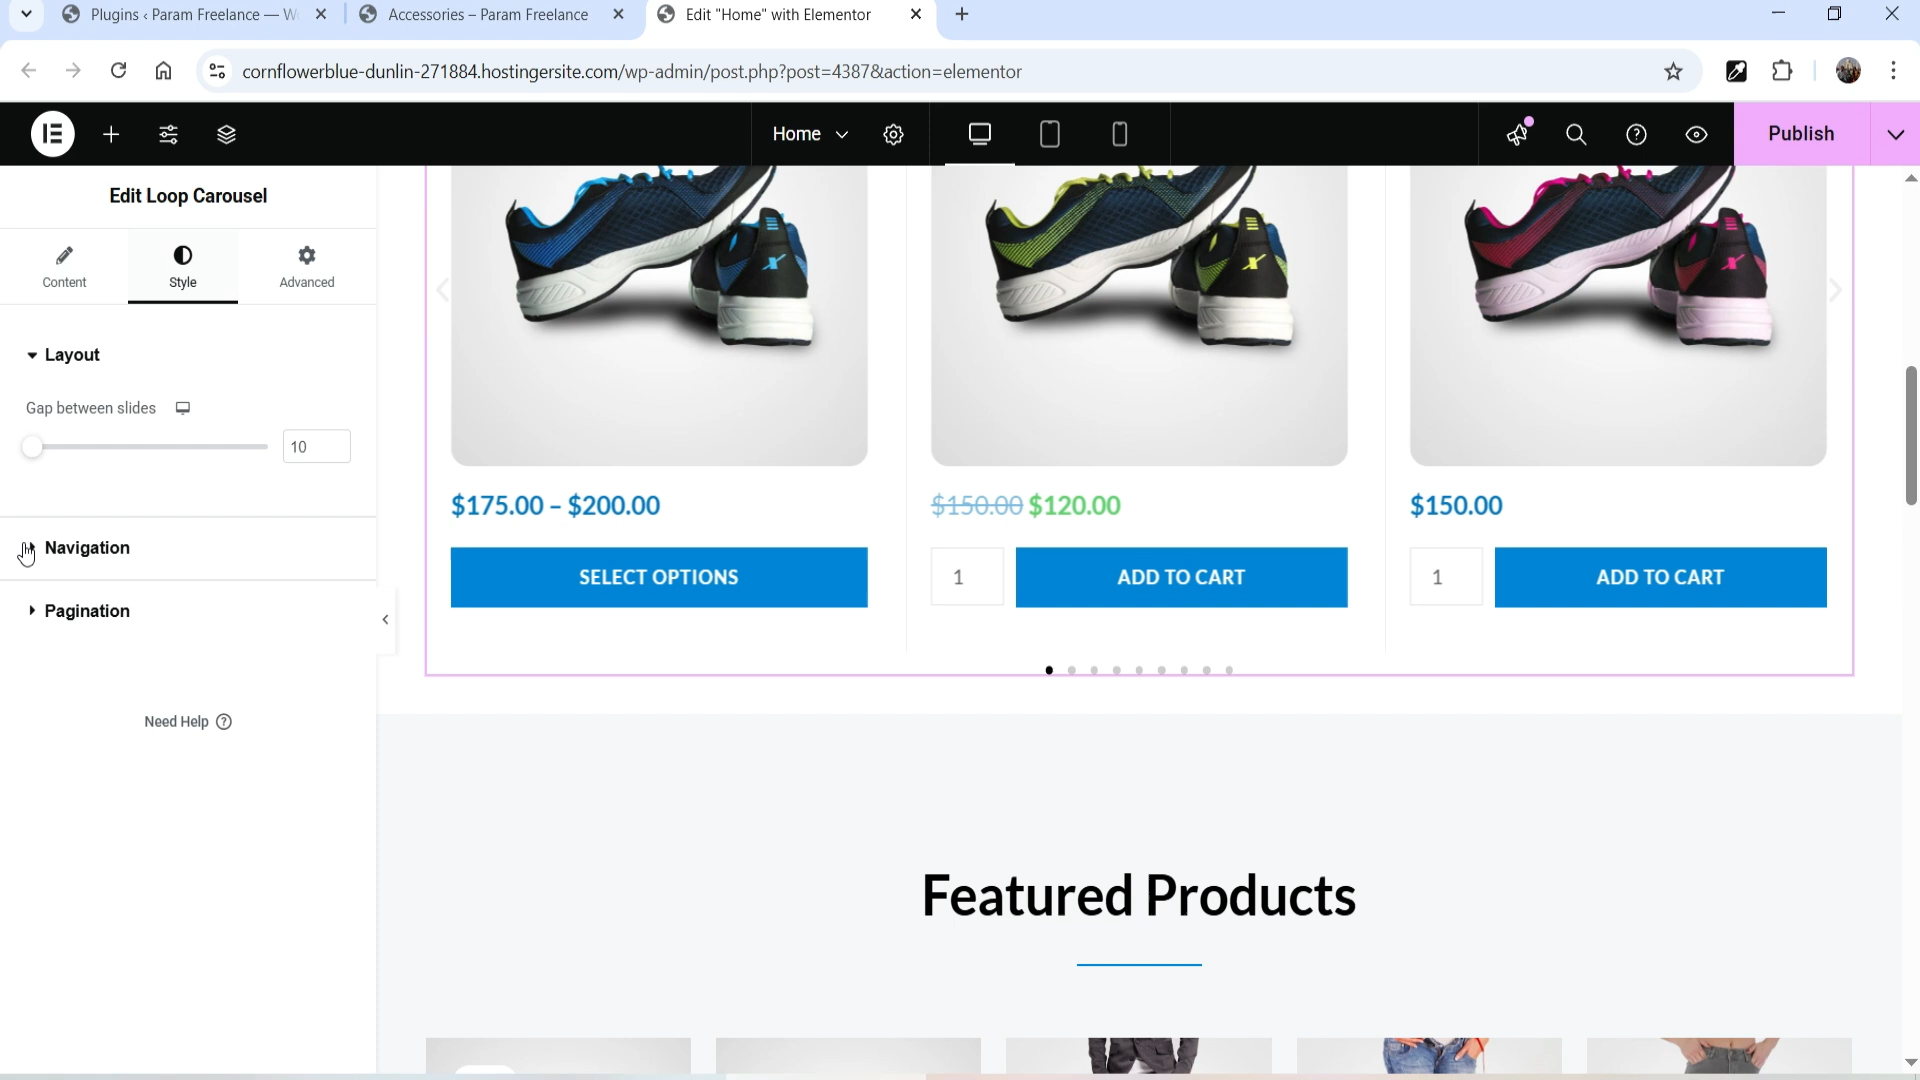 Plugins ‹ Param Freelance — W
Accessories – Param Freelance
Edit "Home" with Elementor
cornflowerblue-dunlin-271884.hostingersite.com/wp-admin/post.php?post=4387&action=elementor
Home
Publish
Edit Loop Carousel
Content
Style
Advanced
Layout
Gap between slides
10
Navigation
Pagination
Need Help
$175.00 – $200.00
$150.00 $120.00
$150.00
SELECT OPTIONS
1
ADD TO CART
1
ADD TO CART
Featured Products